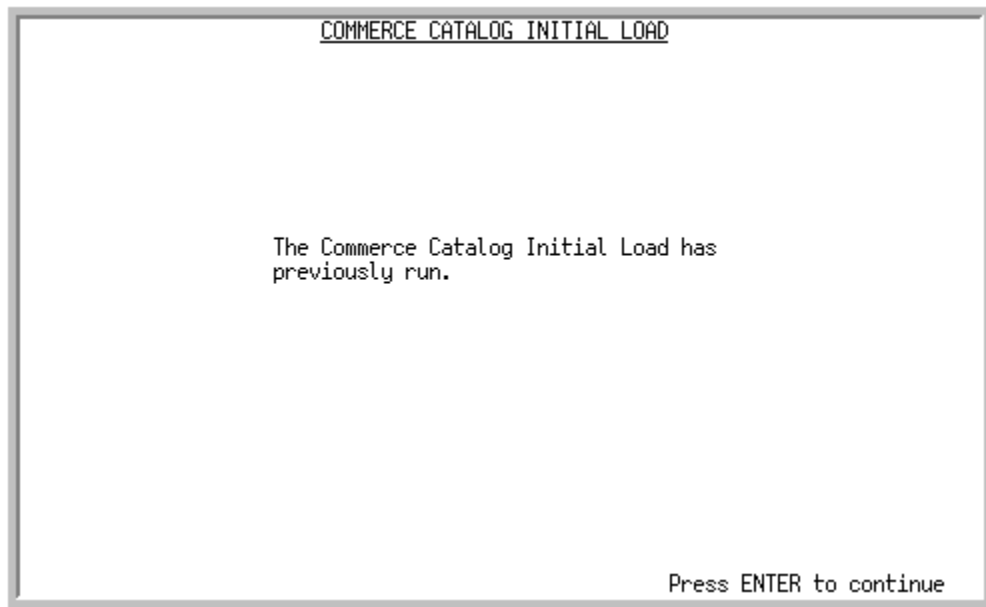 COMMERCE CATALOG INITIAL LOAD
The Commerce Catalog Initial Load has
previously run.
Press ENTER to continue